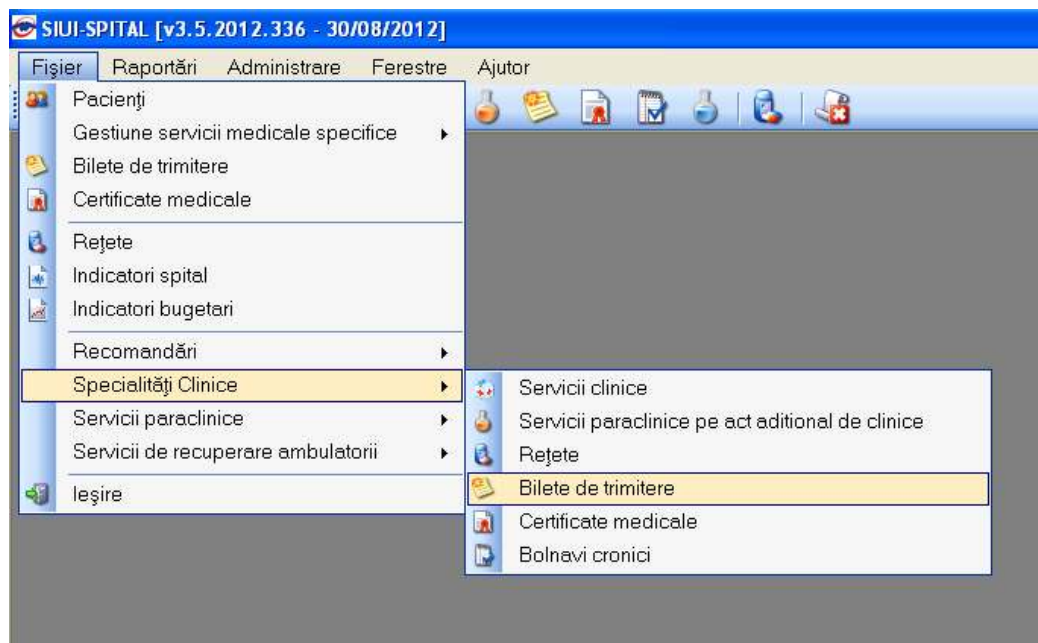 SIUI-SPITAL [v3.5.2012.336 - 30/08/2012]
Fişier Raportări Administrare Ferestre Ajutor
Pacienţi
Gestiune servicii medicale specifice
Bilete de trimitere
Certificate medicale
Reţete
Indicatori spital
Indicatori bugetari
Recomandări
Specialităţi Clinice
Servicii paraclinice
Servicii de recuperare ambulatorii
Ieşire
Servicii clinice
Servicii paraclinice pe act aditional de clinice
Reţete
Bilete de trimitere
Certificate medicale
Bolnavi cronici